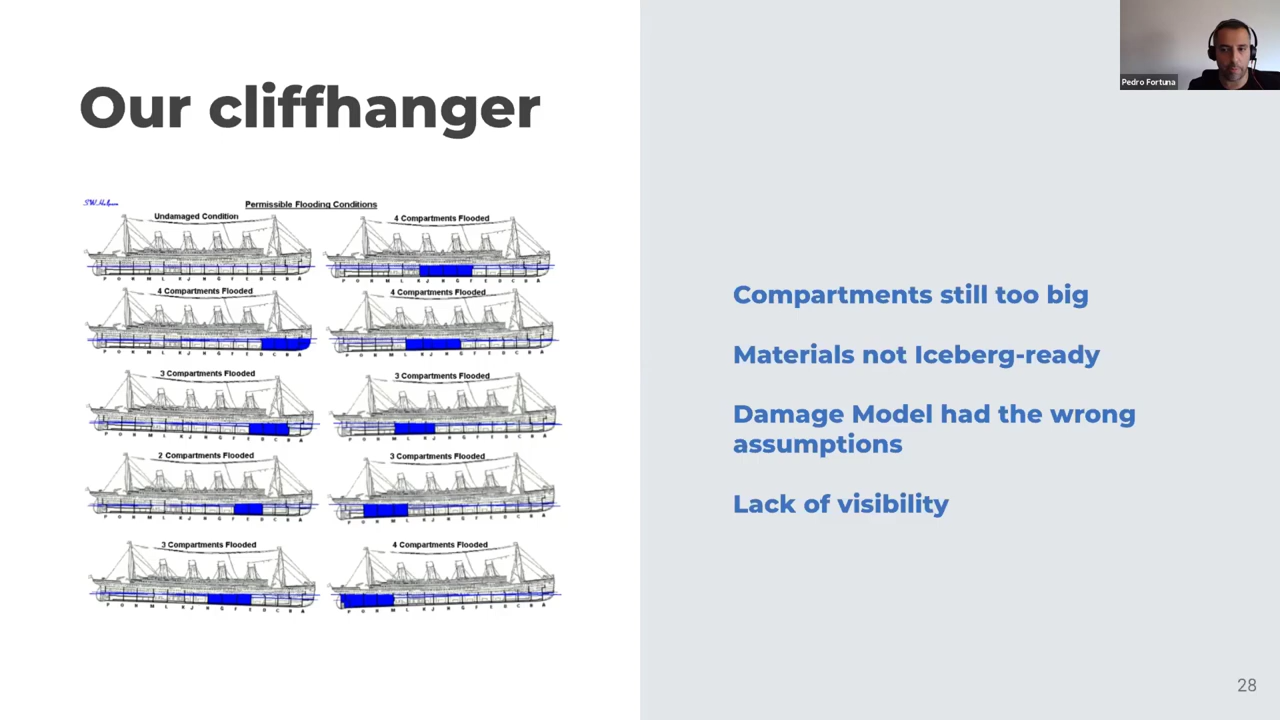 Our cliffhanger
Permissible Flooding Conditions
Undamaged Condition
4 Compartments Flooded
4 Compartments Flooded
4 Compartments Flooded
3 Compartments Flooded
3 Compartments Flooded
2 Compartments Flooded
3 Compartments Flooded
3 Compartments Flooded
4 Compartments Flooded
Compartments still too big
Materials not Iceberg-ready
Damage Model had the wrong
assumptions
Lack of visibility
Pedro Fortuna
28